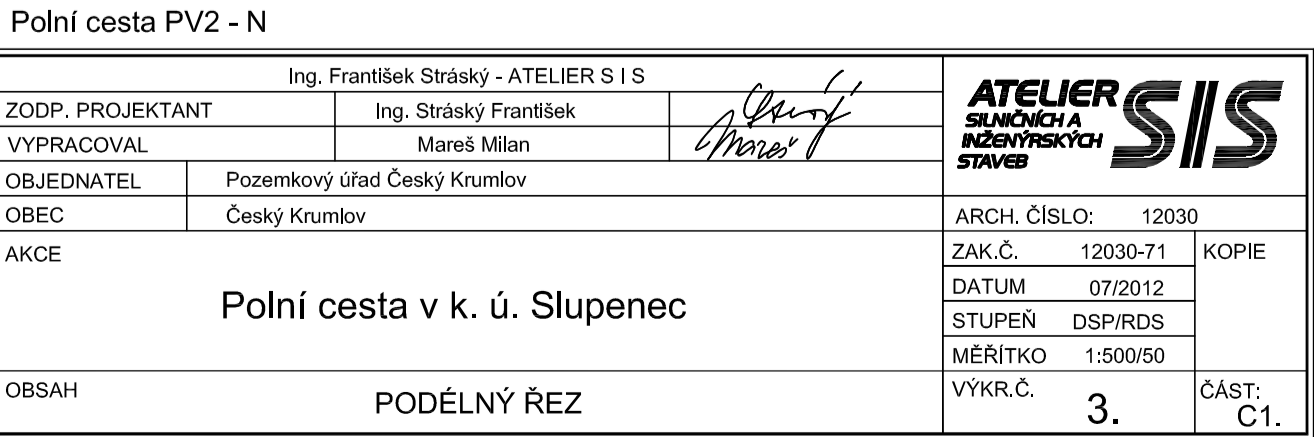 Polní cesta PV2 - N
Ing. František Stráský - ATELIER S I S
ZODP. PROJEKTANT Ing. Stráský František
VYPRACOVAL Mareš Milan
Mareš
OBJEDNATEL Pozemkový úřad Český Krumlov
OBEC Český Krumlov
AKCE
Polní cesta v k. ú. Slupenec
OBSAH PODÉLNÝ ŘEZ
ATELIER
SILNIČNÍCH A
INŽENÝRSKÝCH
STAVEB
SIS
ARCH. ČÍSLO: 12030
ZAK.Č. 12030-71 KOPIE
DATUM 07/2012
STUPEŇ DSP/RDS
MĚŘÍTKO 1:500/50
VÝKR.Č. 3.
ČÁST:
C1.